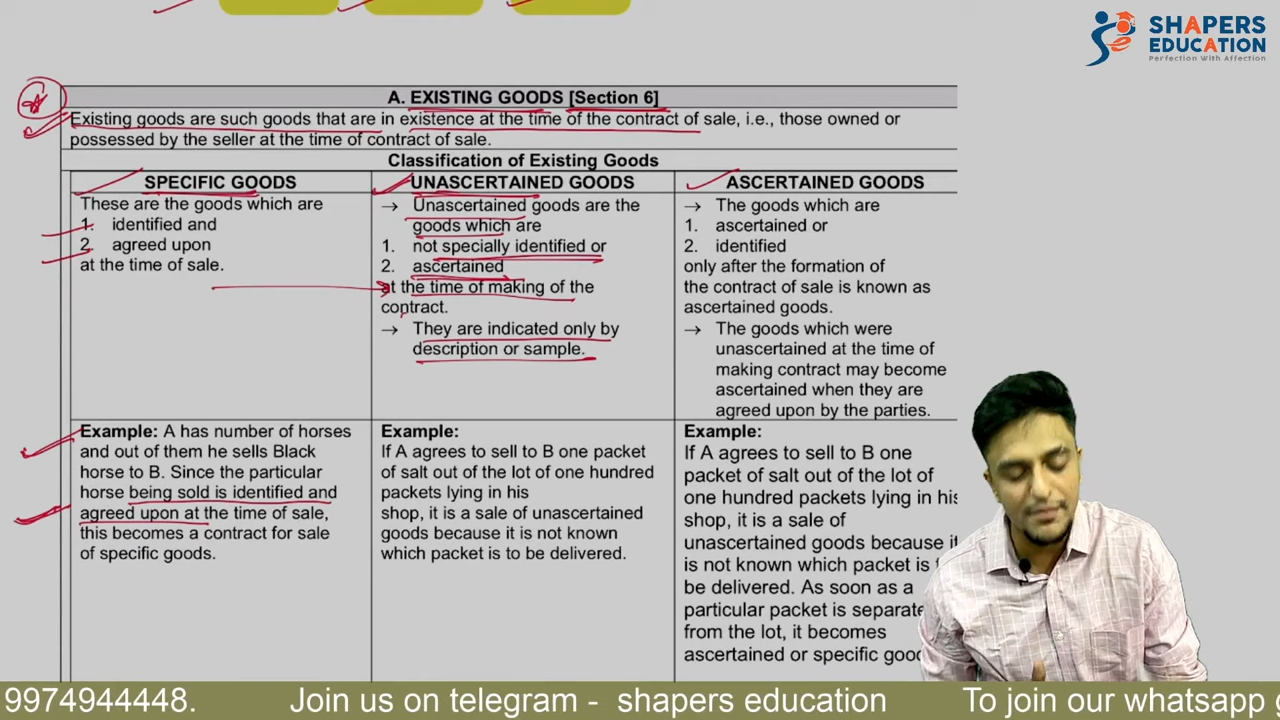 SHAPERS
EDUCATION
Perfection With Affection
A. EXISTING GOODS [Section 6]
Existing goods are such goods that are in existence at the time of the contract of sale, i.e., those owned or
possessed by the seller at the time of contract of sale.
Classification of Existing Goods
SPECIFIC GOODS
These are the goods which are
1. identified and
2. agreed upon
at the time of sale.
UNASCERTAINED GOODS
→ Unascertained goods are the
goods which are
1. not specially identified or
2. ascertained
at the time of making of the
contract.
→ They are indicated only by
description or sample.
ASCERTAINED GOODS
→ The goods which are
1. ascertained or
2. identified
only after the formation of
the contract of sale is known as
ascertained goods.
→ The goods which were
unascertained at the time of
making contract may become
ascertained when they are
agreed upon by the parties.
Example: A has number of horses
and out of them he sells Black
horse to B. Since the particular
horse being sold is identified and
agreed upon at the time of sale,
this becomes a contract for sale
of specific goods.
Example:
If A agrees to sell to B one packet
of salt out of the lot of one hundred
packets lying in his
shop, it is a sale of unascertained
goods because it is not known
which packet is to be delivered.
Example:
If A agrees to sell to B one
packet of salt out of the lot of
one hundred packets lying in his
shop, it is a sale of
unascertained goods because it
is not known which packet is
be delivered. As soon as a
particular packet is separate
from the lot, it becomes
ascertained or specific goo
9974944448. Join us on telegram - shapers education To join our whatsapp